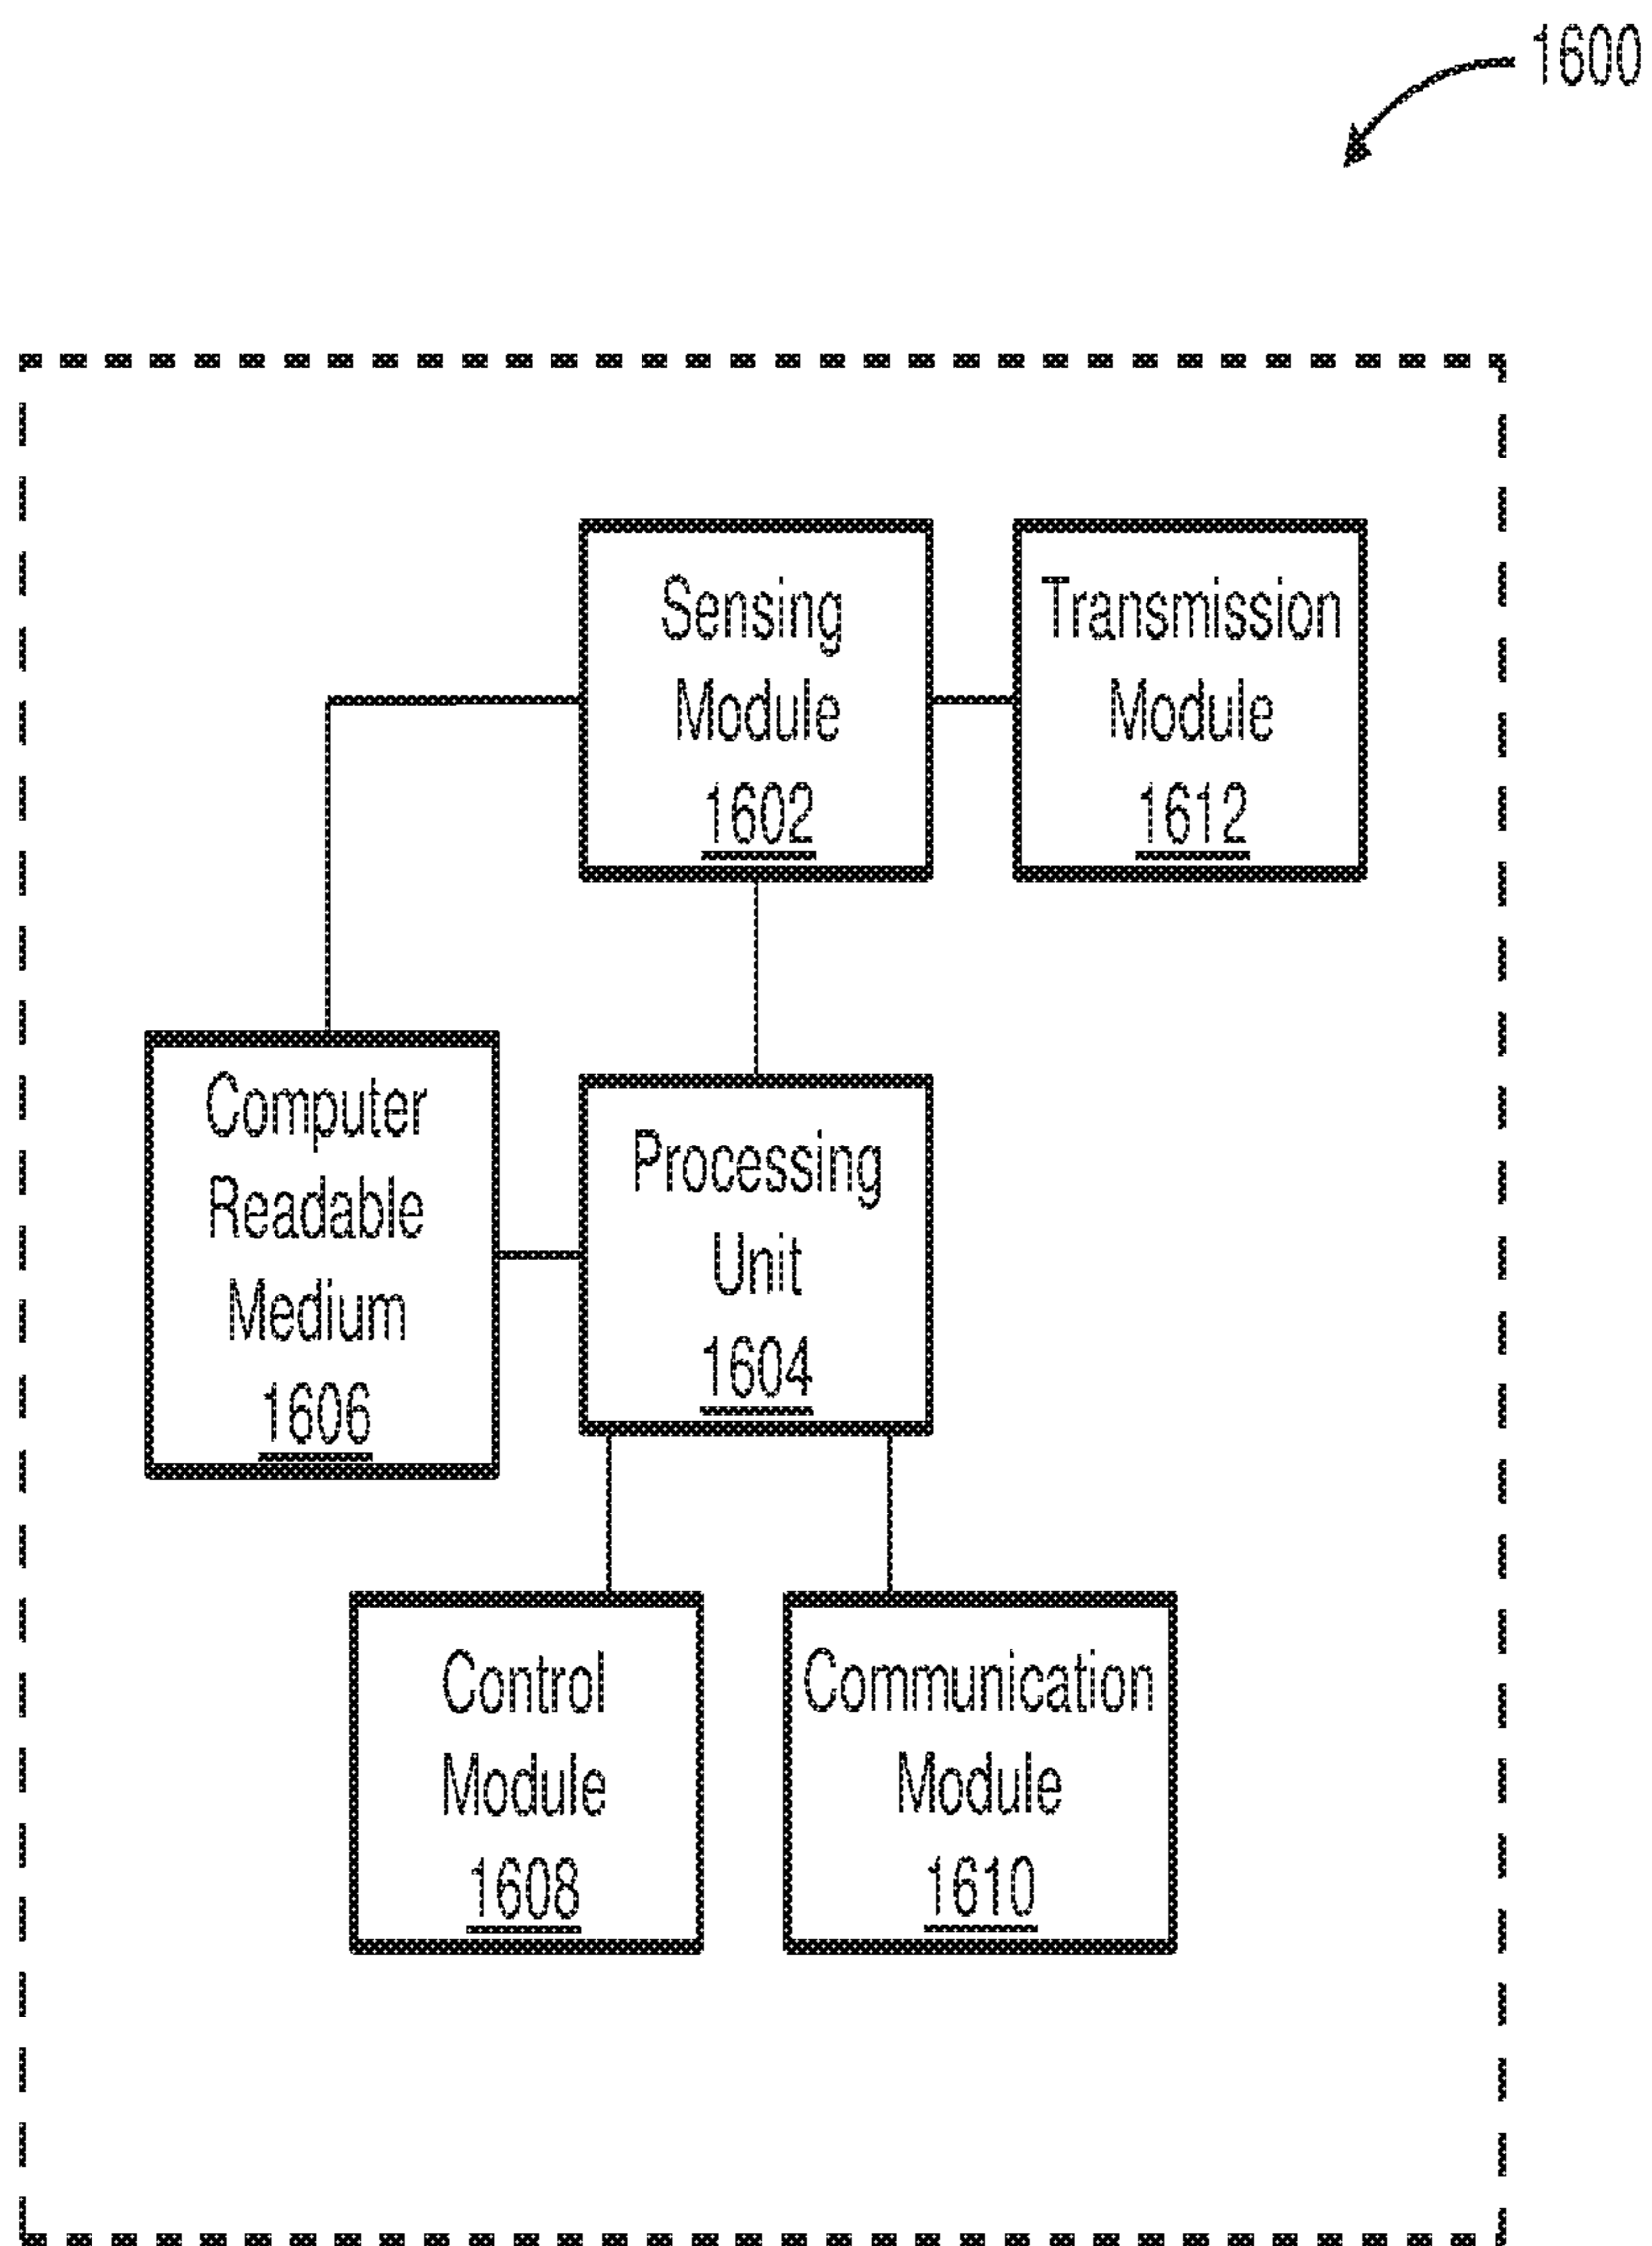 1600
Sensing
Module
1602
Transmission
Module
1612
Computer
Readable
Medium
1606
Processing
Unit
1604
Control
Module
1608
Communication
Module
1610